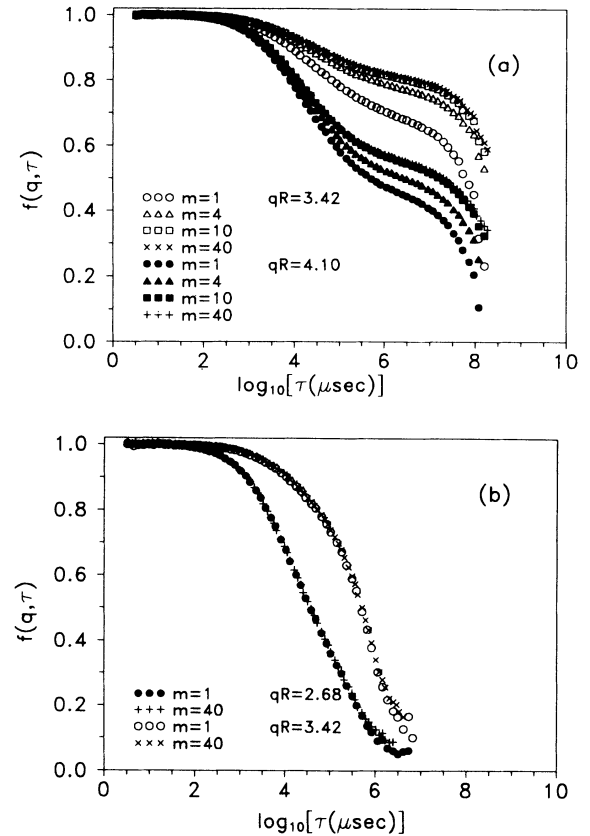 (a)
f(q,τ)
1.0
0.8
0.6
0.4
0.2
0.0
○○○ m=1 qR=3.42
△△△ m=4
□□□ m=10
××× m=40
●●● m=1 qR=4.10
▲▲▲ m=4
■■■ m=10
+++ m=40
0 2 4 6 8 10
log₁₀[τ(μsec)]
(b)
f(q,τ)
1.0
0.8
0.6
0.4
0.2
0.0
●●● m=1 qR=2.68
+++ m=40
○○○ m=1 qR=3.42
××× m=40
0 2 4 6 8 10
log₁₀[τ(μsec)]